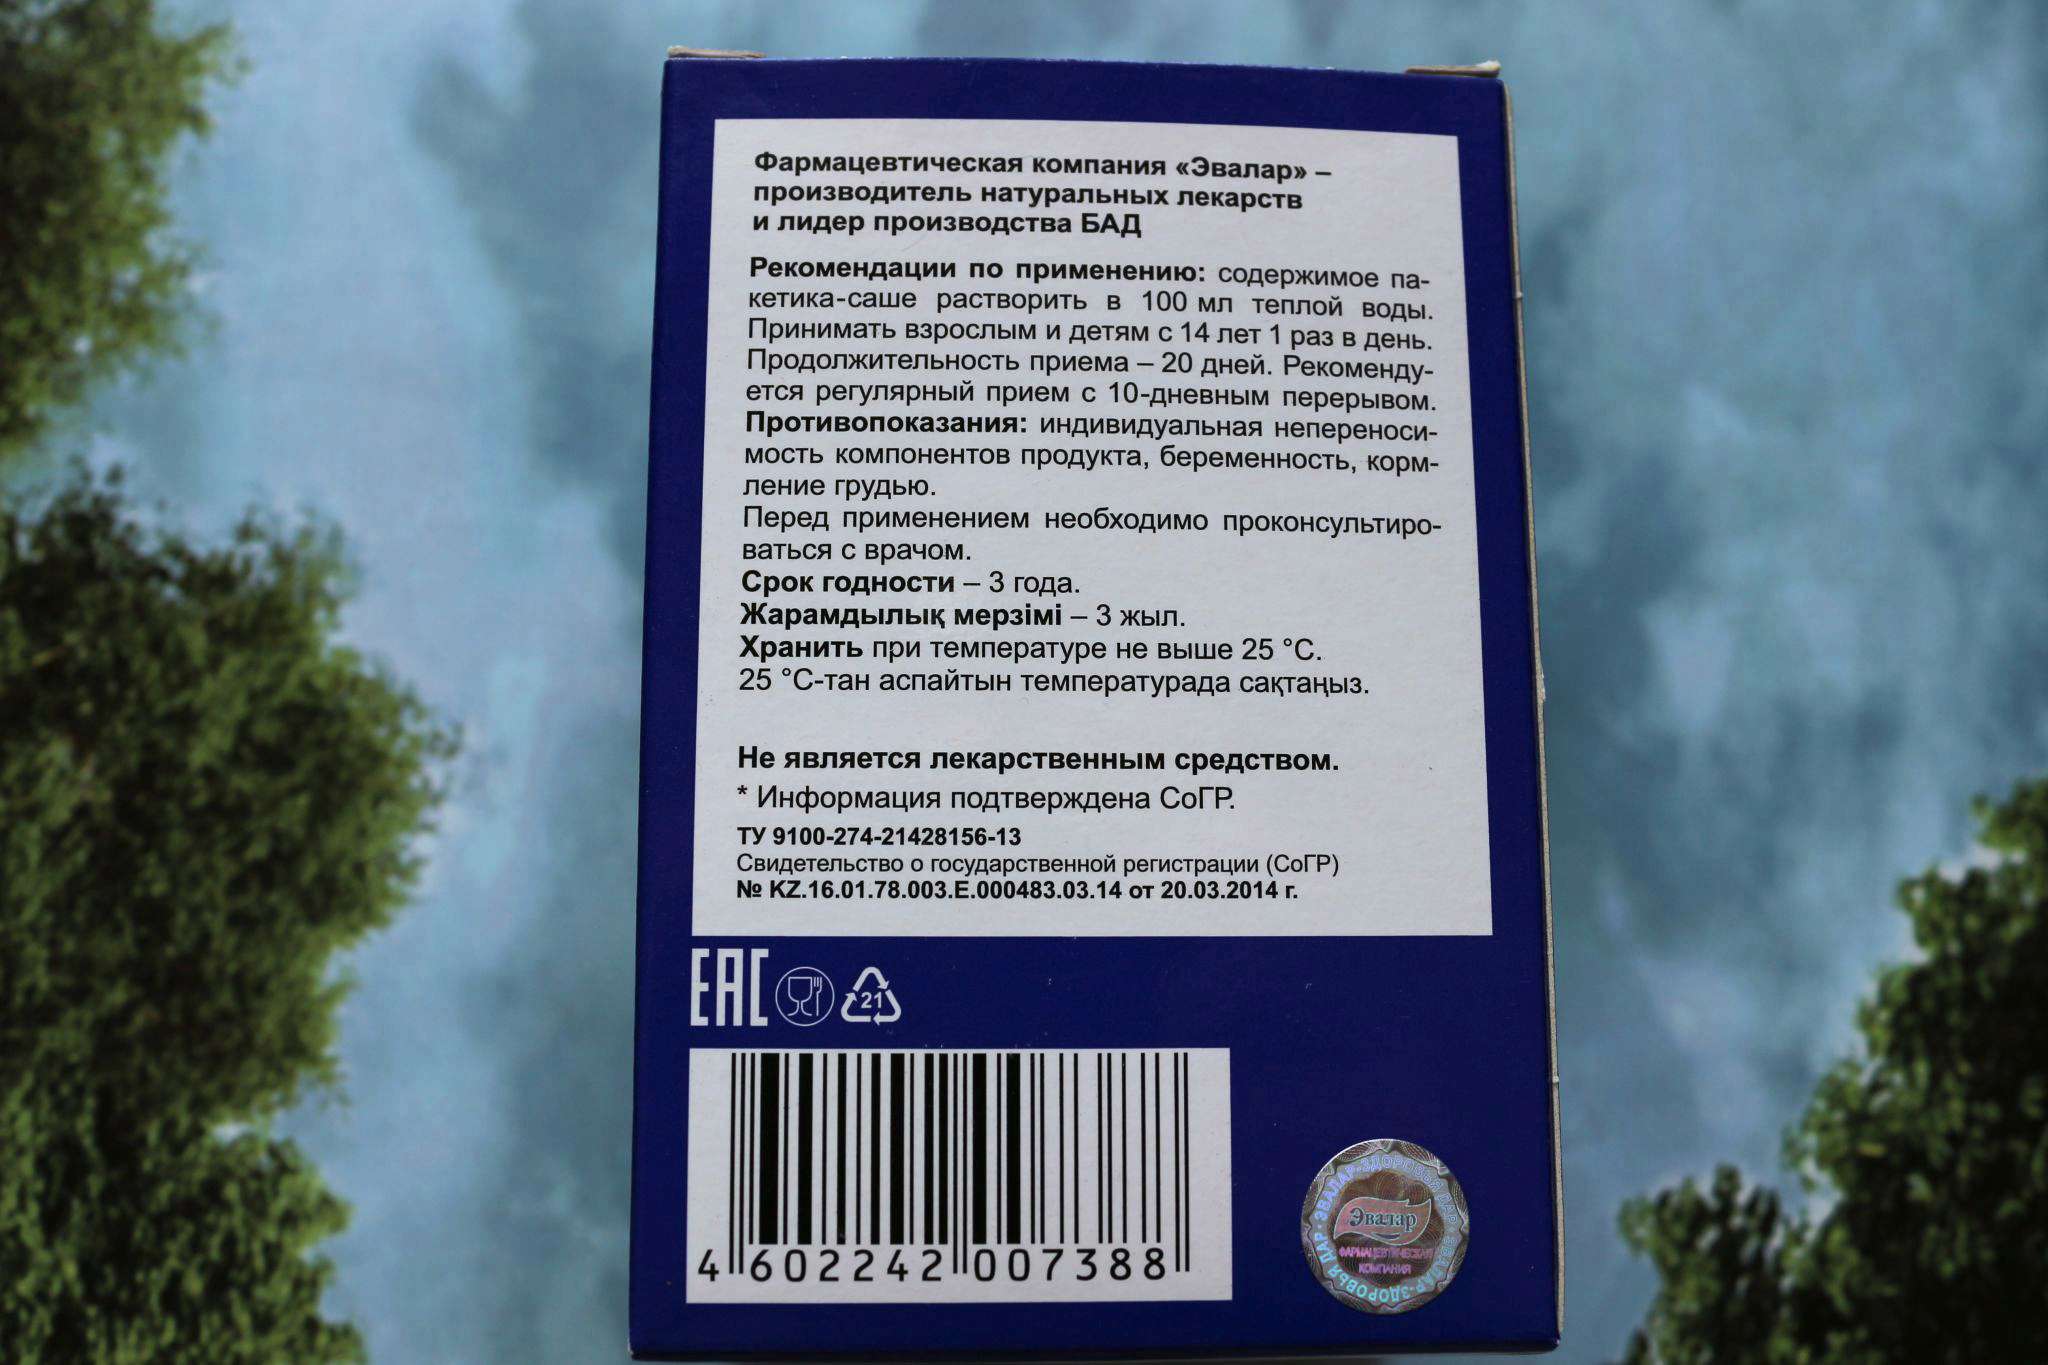 Фармацевтическая компания «Эвалар» –
производитель натуральных лекарств
и лидер производства БАД
Рекомендации по применению: содержимое па-
кетика-саше растворить в 100 мл теплой воды.
Принимать взрослым и детям с 14 лет 1 раз в день.
Продолжительность приема – 20 дней. Рекоменду-
ется регулярный прием с 10-дневным перерывом.
Противопоказания: индивидуальная непереноси-
мость компонентов продукта, беременность, корм-
ление грудью.
Перед применением необходимо проконсультиро-
ваться с врачом.
Срок годности – 3 года.
Жарамдылық мерзімі – 3 жыл.
Хранить при температуре не выше 25 °С.
25 °С-тан аспайтын температурада сақтаңыз.
Не является лекарственным средством.
* Информация подтверждена СоГР.
ТУ 9100-274-21428156-13
Свидетельство о государственной регистрации (СоГР)
№ KZ.16.01.78.003.Е.000483.03.14 от 20.03.2014 г.
EAC
21
4 602242 007388
ЭВАЛАР-ЗДОРОВЬЯ ДАР
Эвалар
ФАРМАЦЕВТИЧЕСКАЯ
КОМПАНИЯ